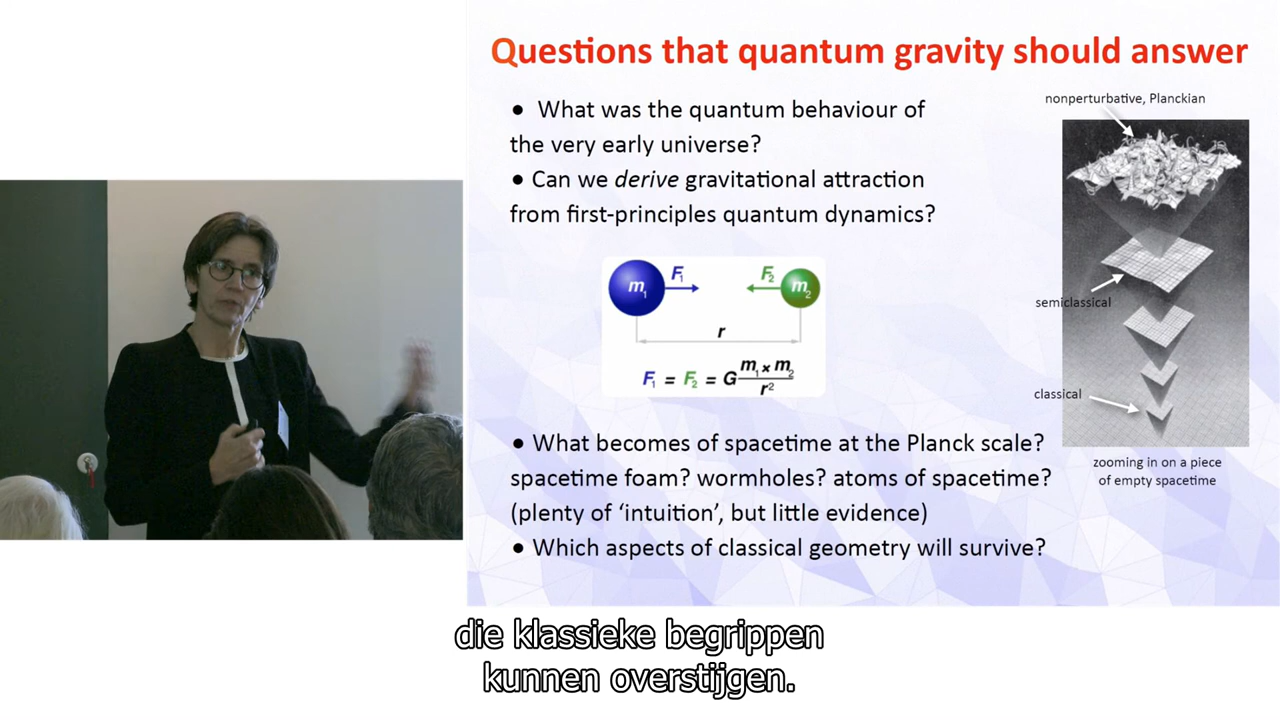 Questions that quantum gravity should answer
● What was the quantum behaviour of
the very early universe?
● Can we derive gravitational attraction
from first-principles quantum dynamics?
m₁ F₁ F₂ m₂
r
F₁ = F₂ = G m₁ × m₂ / r²
● What becomes of spacetime at the Planck scale?
spacetime foam? wormholes? atoms of spacetime?
(plenty of ‘intuition’, but little evidence)
● Which aspects of classical geometry will survive?
nonperturbative, Planckian
semiclassical
classical
zooming in on a piece
of empty spacetime
die klassieke begrippen
kunnen overstijgen.